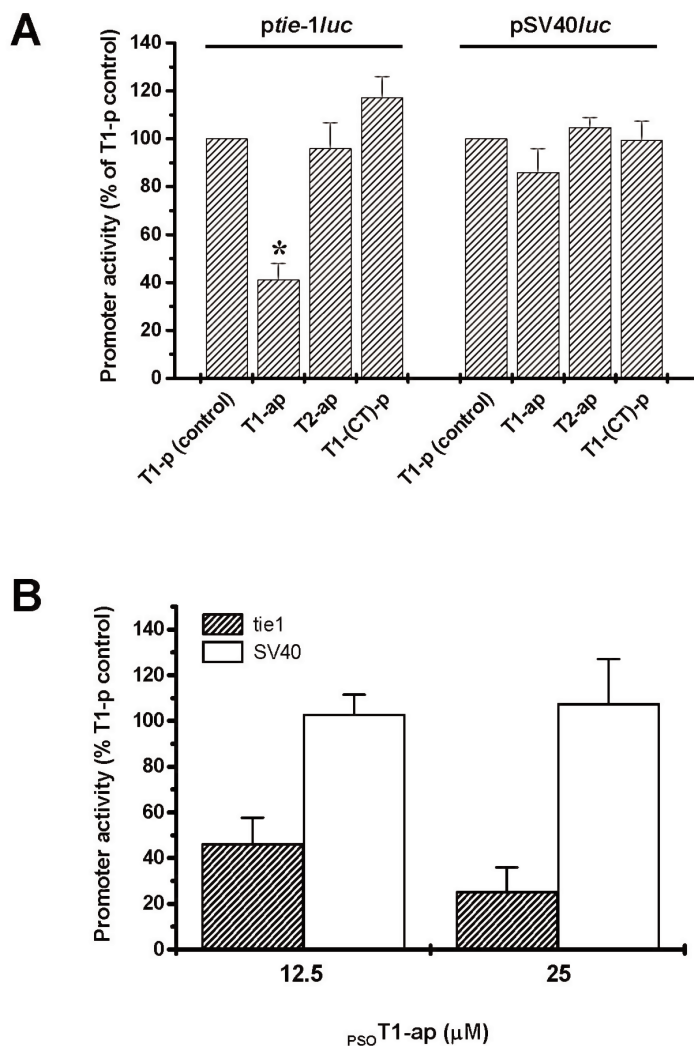 A
ptie-1luc pSV40luc
Promoter activity (% of T1-p control)
140
120
100
80
60
40
20
0
T1-p (control) T1-ap T2-ap T1-(CT)-p T1-p (control) T1-ap T2-ap T1-(CT)-p
*
B
Promoter activity (% T1-p control)
tie1
SV40
140
120
100
80
60
40
20
0
12.5 25
PSOT1-ap (µM)